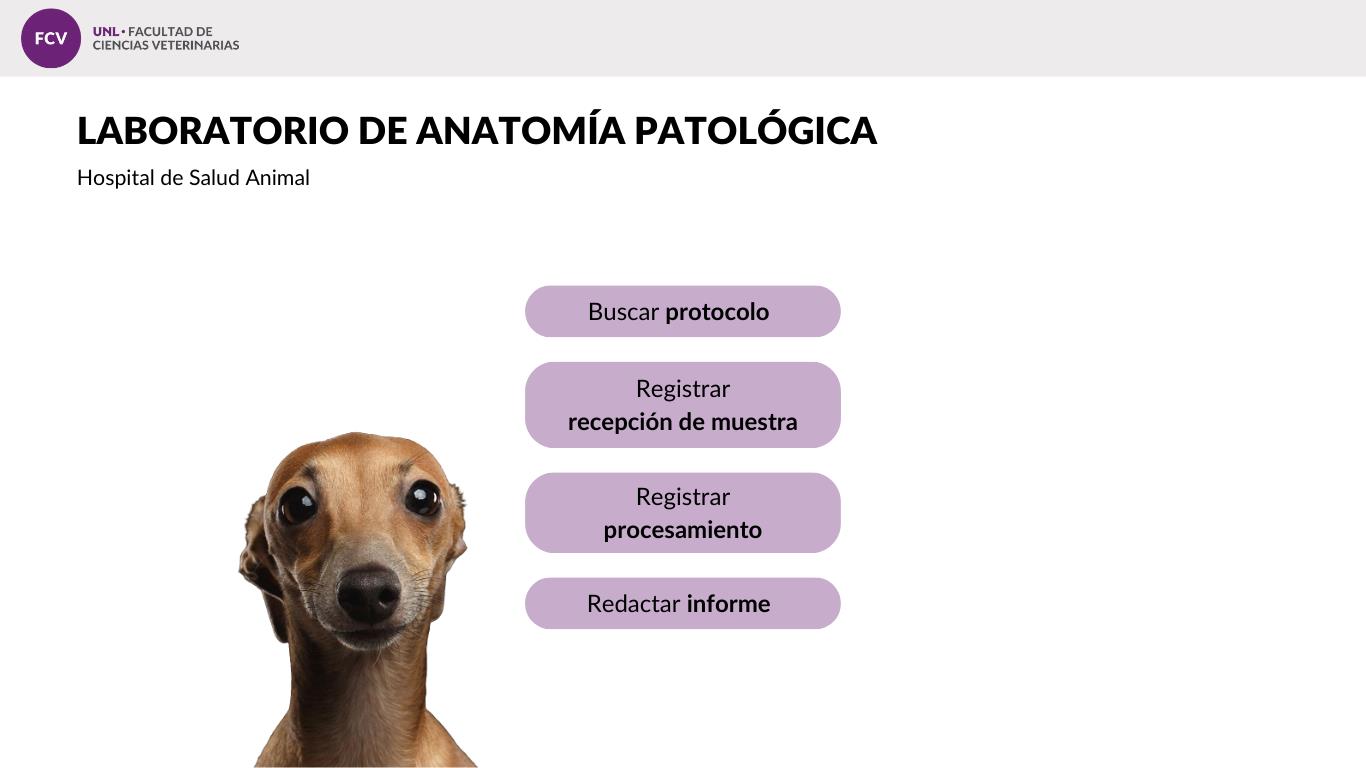 FCV
UNL · FACULTAD DE
CIENCIAS VETERINARIAS
LABORATORIO DE ANATOMÍA PATOLÓGICA
Hospital de Salud Animal
Buscar protocolo
Registrar
recepción de muestra
Registrar
procesamiento
Redactar informe